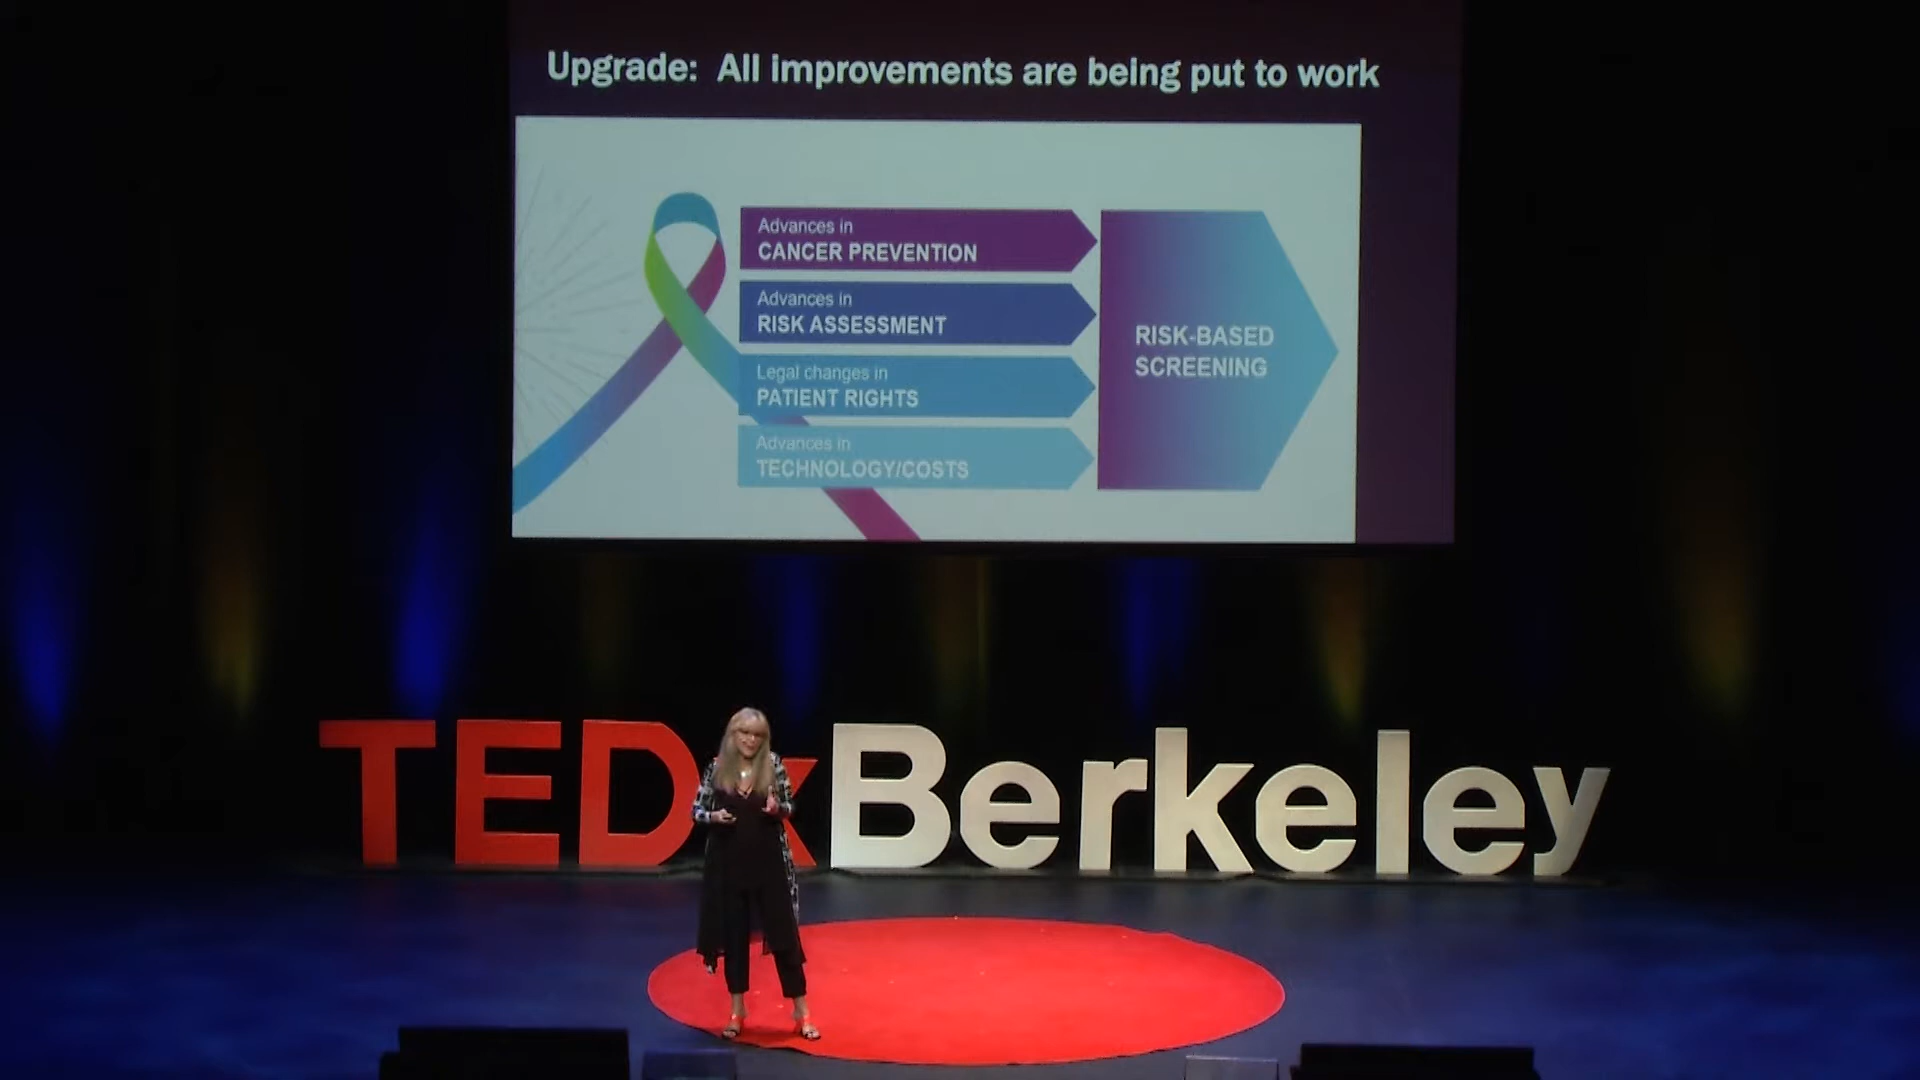 Upgrade: All improvements are being put to work
Advances in
CANCER PREVENTION
Advances in
RISK ASSESSMENT
Legal changes in
PATIENT RIGHTS
Advances in
TECHNOLOGY/COSTS
RISK-BASED
SCREENING
TEDxBerkeley